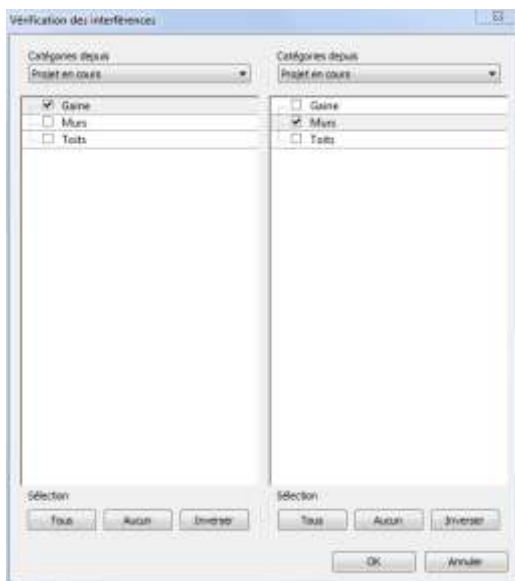 Vérification des interférences
Catégories depuis
Projet en cours
Gaine
Murs
Toits
Sélection
Tous Aucun Inverser
Catégories depuis
Projet en cours
Gaine
Murs
Toits
Sélection
Tous Aucun Inverser
OK Annuler